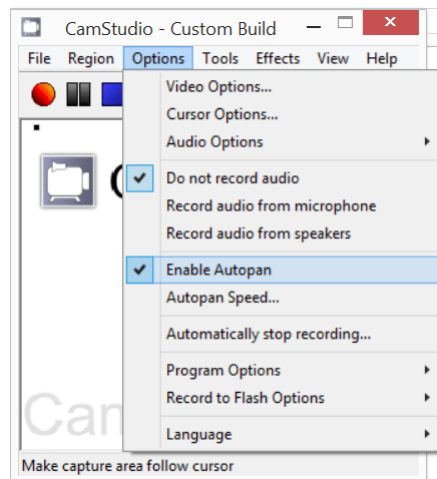 CamStudio - Custom Build
File Region Options Tools Effects View Help
Video Options...
Cursor Options...
Audio Options
Do not record audio
Record audio from microphone
Record audio from speakers
Enable Autopan
Autopan Speed...
Automatically stop recording...
Program Options
Record to Flash Options
Language
Cam
Make capture area follow cursor